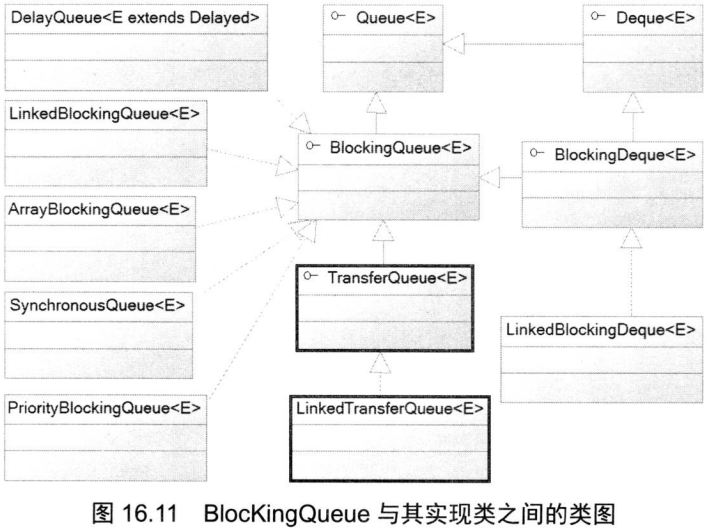 DelayQueue<E extends Delayed>
Queue<E>
Deque<E>
LinkedBlockingQueue<E>
BlockingQueue<E>
BlockingDeque<E>
ArrayBlockingQueue<E>
TransferQueue<E>
SynchronousQueue<E>
LinkedBlockingDeque<E>
PriorityBlockingQueue<E>
LinkedTransferQueue<E>
图 16.11 BlocKingQueue 与其实现类之间的类图